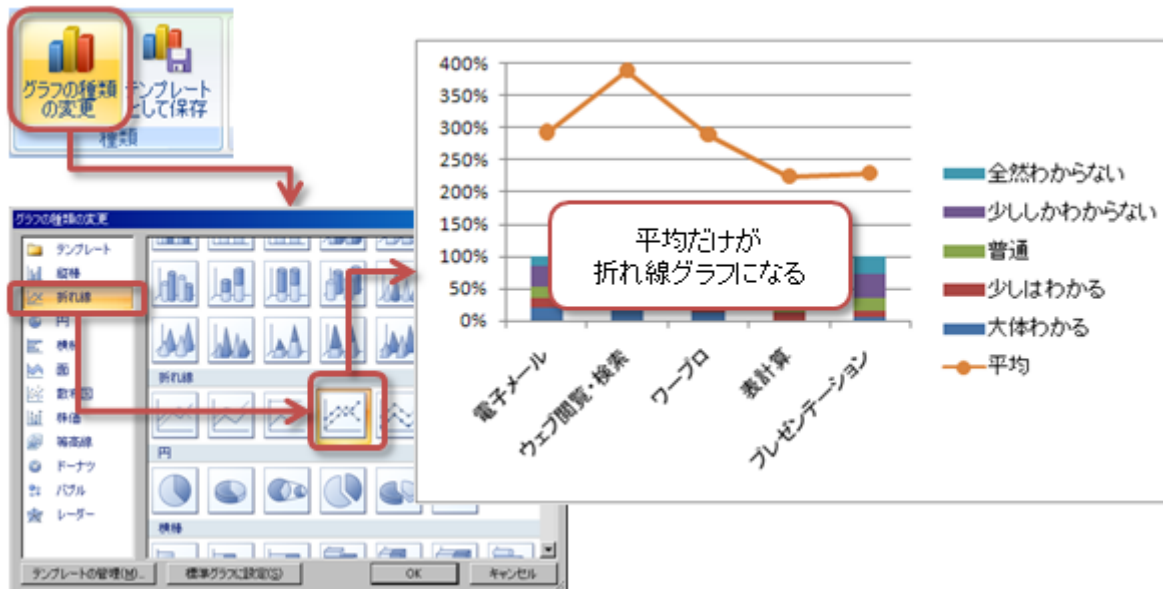 グラフの種類
の変更
テンプレート
として保存
種類
グラフの種類の変更
テンプレート
縦棒
折れ線
円
横棒
面
散布図
株価
等高線
ドーナツ
バブル
レーダー
折れ線
円
横棒
テンプレートの管理(M)...
標準グラフに設定(S)
OK
キャンセル
400%
350%
300%
250%
200%
150%
100%
50%
0%
平均だけが
折れ線グラフになる
電子メール
ウェブ閲覧・検索
ワープロ
表計算
プレゼンテーション
全然わからない
少ししかわからない
普通
少しはわかる
大体わかる
平均